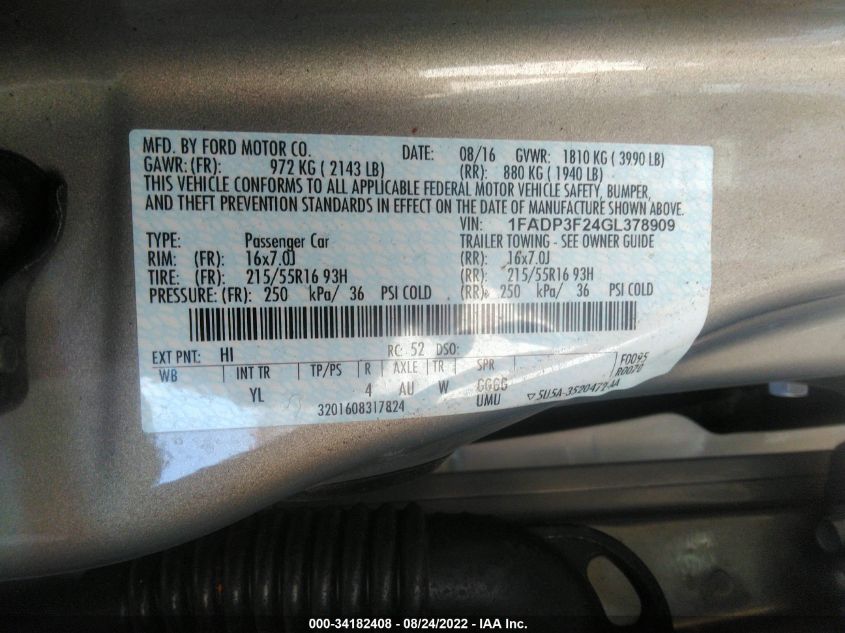 MFD. BY FORD MOTOR CO. DATE: 08/16 GVWR: 1810 KG ( 3990 LB)
GAWR: (FR): 972 KG ( 2143 LB) (RR): 880 KG ( 1940 LB)
THIS VEHICLE CONFORMS TO ALL APPLICABLE FEDERAL MOTOR VEHICLE SAFETY, BUMPER,
AND THEFT PREVENTION STANDARDS IN EFFECT ON THE DATE OF MANUFACTURE SHOWN ABOVE.
VIN: 1FADP3F24GL378909
TYPE: Passenger Car TRAILER TOWING - SEE OWNER GUIDE
RIM: (FR): 16x7.0J (RR): 16x7.0J
TIRE: (FR): 215/55R16 93H (RR): 215/55R16 93H
PRESSURE: (FR): 250 kPa/ 36 PSI COLD (RR): 250 kPa/ 36 PSI COLD
EXT PNT: HI RC: 52 DSO: F0095
WB INT TR TP/PS R AXLE TR SPR R0070
YL 4 AU W GGGG
3201608317824 UMU ▽5U5A-3520472-AA
000-34182408 - 08/24/2022 - IAA Inc.